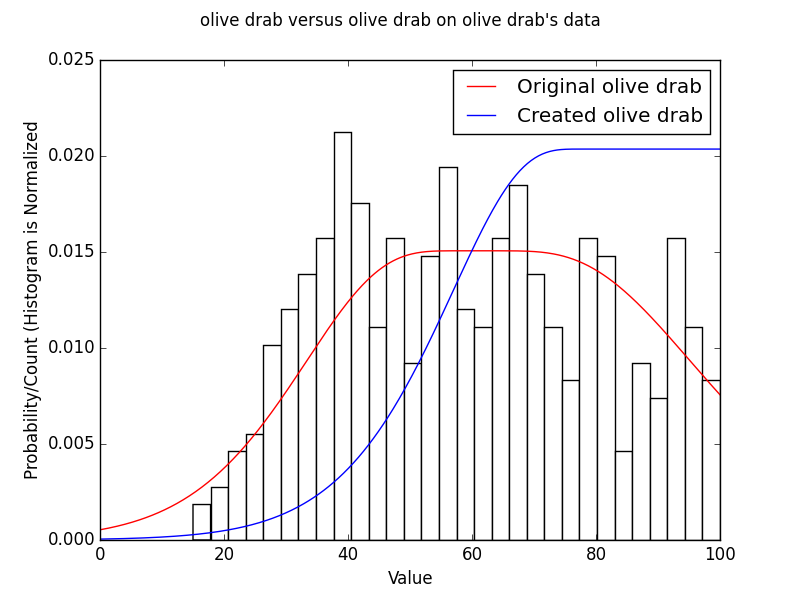 olive drab versus olive drab on olive drab's data
Original olive drab
Created olive drab
Probability/Count (Histogram is Normalized
0.025
0.020
0.015
0.010
0.005
0.000
0 20 40 60 80 100
Value